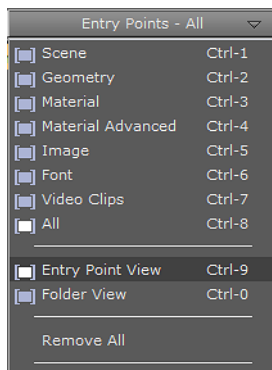 Entry Points - All
Scene Ctrl-1
Geometry Ctrl-2
Material Ctrl-3
Material Advanced Ctrl-4
Image Ctrl-5
Font Ctrl-6
Video Clips Ctrl-7
All Ctrl-8
Entry Point View Ctrl-9
Folder View Ctrl-0
Remove All